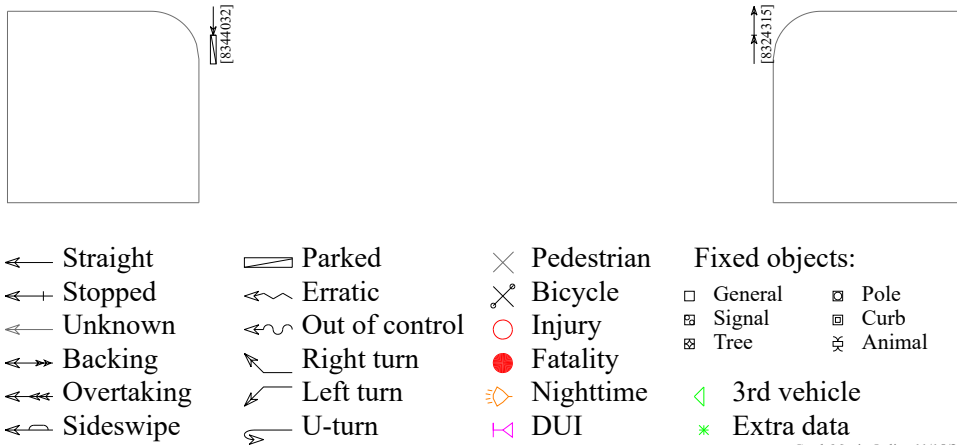 [8344032]
[8324315]
Straight
Stopped
Unknown
Backing
Overtaking
Sideswipe
Parked
Erratic
Out of control
Right turn
Left turn
U-turn
Pedestrian
Bicycle
Injury
Fatality
Nighttime
DUI
Fixed objects:
General
Signal
Tree
Pole
Curb
Animal
3rd vehicle
Extra data